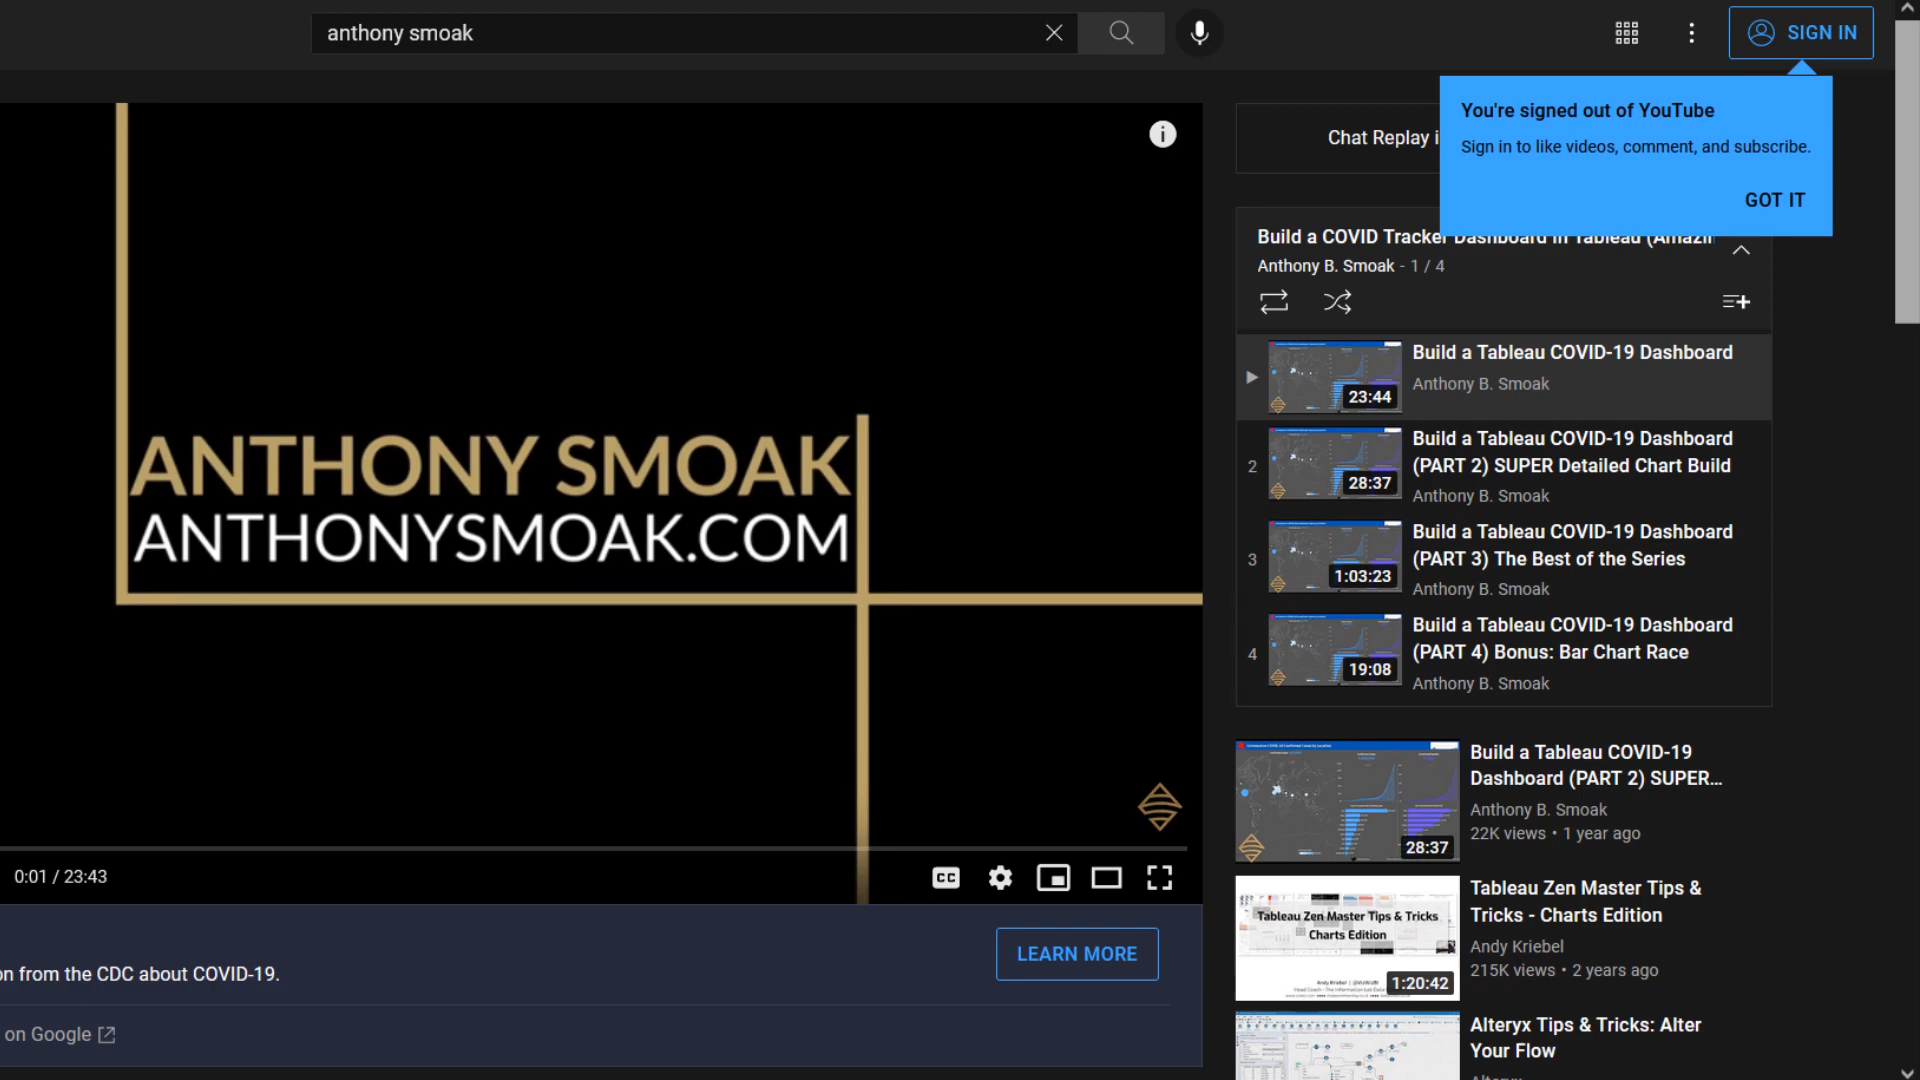 anthony smoak
SIGN IN
You're signed out of YouTube
Sign in to like videos, comment, and subscribe.
GOT IT
Chat Replay i
Build a COVID Tracker Dashboard in Tableau (Amazi
Anthony B. Smoak - 1 / 4
Build a Tableau COVID-19 Dashboard
Anthony B. Smoak
23:44
2
Build a Tableau COVID-19 Dashboard
(PART 2) SUPER Detailed Chart Build
Anthony B. Smoak
28:37
3
Build a Tableau COVID-19 Dashboard
(PART 3) The Best of the Series
Anthony B. Smoak
1:03:23
4
Build a Tableau COVID-19 Dashboard
(PART 4) Bonus: Bar Chart Race
Anthony B. Smoak
19:08
ANTHONY SMOAK
ANTHONYSMOAK.COM
0:01 / 23:43
CC
LEARN MORE
on from the CDC about COVID-19.
on Google
Build a Tableau COVID-19
Dashboard (PART 2) SUPER...
Anthony B. Smoak
22K views • 1 year ago
28:37
Tableau Zen Master Tips & Tricks
Charts Edition
1:20:42
Tableau Zen Master Tips &
Tricks - Charts Edition
Andy Kriebel
215K views • 2 years ago
Alteryx Tips & Tricks: Alter
Your Flow